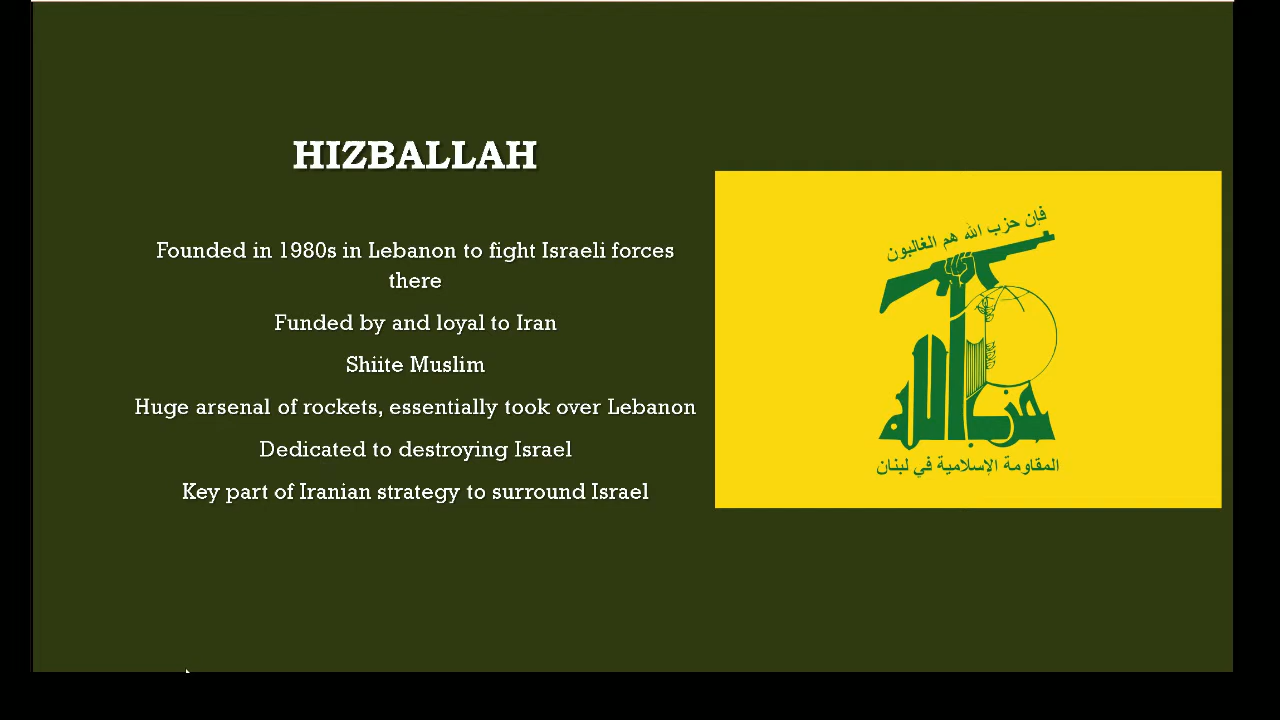 HIZBALLAH
Founded in 1980s in Lebanon to fight Israeli forces
there
Funded by and loyal to Iran
Shiite Muslim
Huge arsenal of rockets, essentially took over Lebanon
Dedicated to destroying Israel
Key part of Iranian strategy to surround Israel
فإن حزب الله هم الغالبون
حزب الله
المقاومة الإسلامية في لبنان